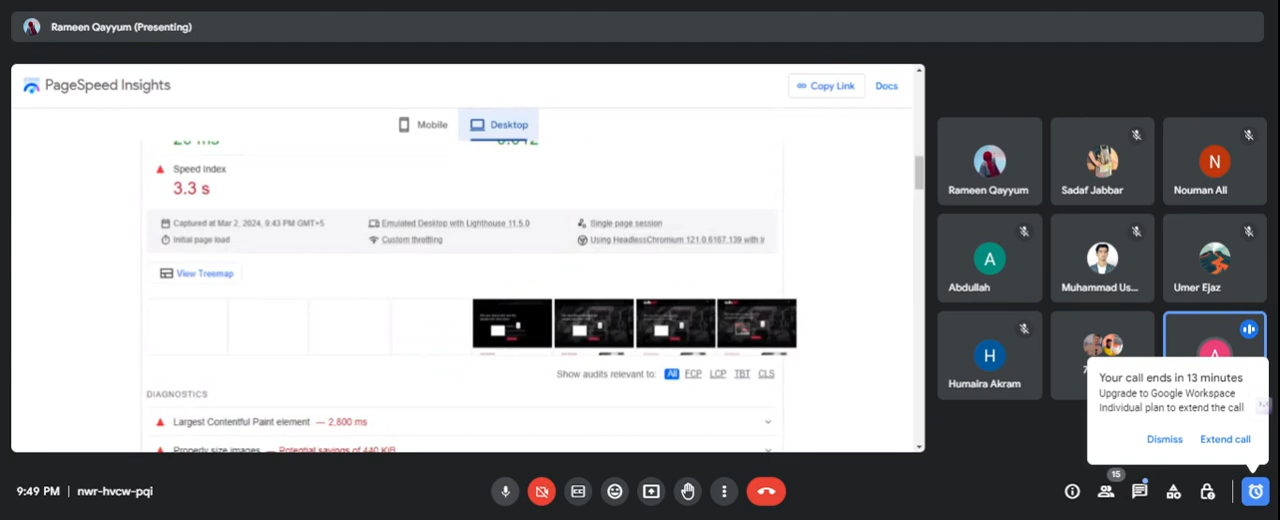 Rameen Qayyum (Presenting)
PageSpeed Insights
Copy Link
Docs
Mobile
Desktop
20 ms
0.012
Speed Index
3.3 s
Captured at Mar 2, 2024, 9:43 PM GMT+5
Emulated Desktop with Lighthouse 11.5.0
Single page session
Initial page load
Custom throttling
Using HeadlessChromium 121.0.6167.139 with lr
View Treemap
Show audits relevant to: All FCP LCP TBT CLS
DIAGNOSTICS
Largest Contentful Paint element — 2,800 ms
Properly size images — Potential savings of 440 KiB
Rameen Qayyum
Sadaf Jabbar
N
Nouman Ali
A
Abdullah
Muhammad Us...
Umer Ejaz
H
Humaira Akram
7
A
Your call ends in 13 minutes
Upgrade to Google Workspace
Individual plan to extend the call
Dismiss
Extend call
9:49 PM | nwr-hvcw-pqi
15